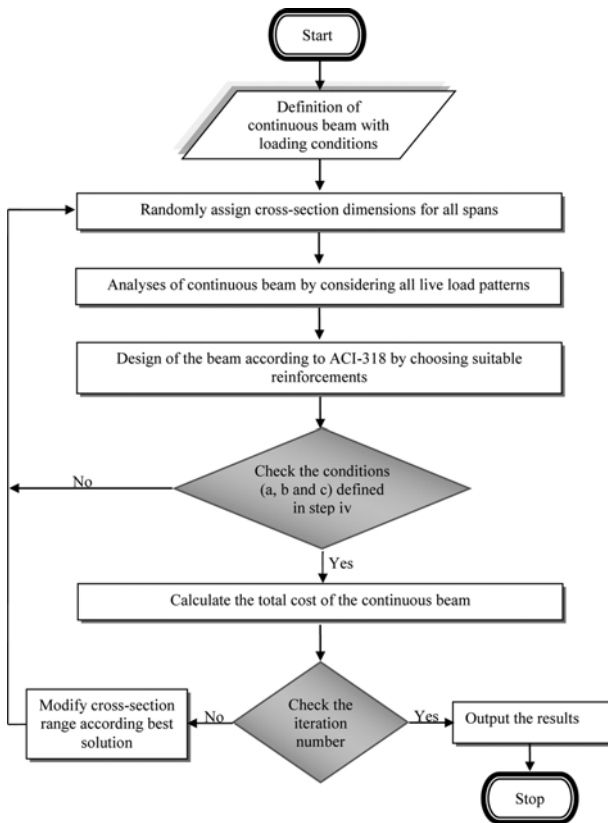 Start
Definition of
continuous beam with
loading conditions
Randomly assign cross-section dimensions for all spans
Analyses of continuous beam by considering all live load patterns
Design of the beam according to ACI-318 by choosing suitable
reinforcements
Check the conditions
(a, b and c) defined
in step iv
No
Yes
Calculate the total cost of the continuous beam
Modify cross-section
range according best
solution
No
Check the
iteration
number
Yes
Output the results
Stop